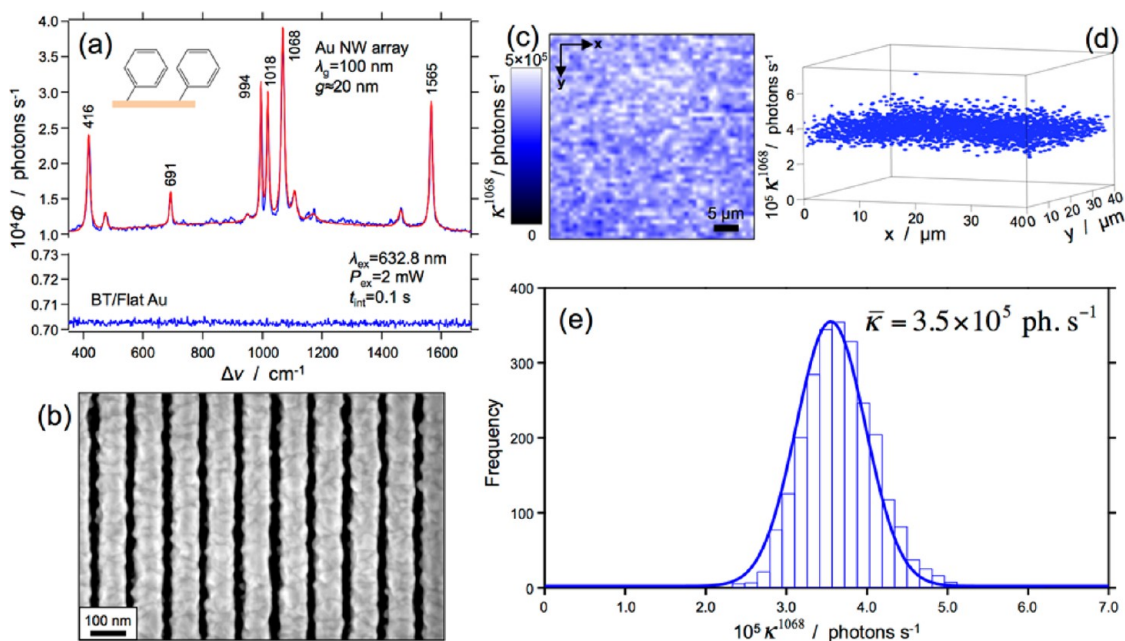 (a)
Au NW array
λg=100 nm
g≈20 nm
416
691
994
1018
1068
1565
10⁴Φ / photons s⁻¹
4.0
3.5
3.0
2.5
2.0
1.5
1.0
0.73
0.72
0.71
0.70
λex=632.8 nm
Pex=2 mW
tint=0.1 s
BT/Flat Au
400 600 800 1000 1200 1400 1600
Δν / cm⁻¹
(b)
100 nm
(c)
x
y
5×10⁵
κ¹⁰⁶⁸/ photons s⁻¹
0
5 µm
(d)
10⁵ κ¹⁰⁶⁸ / photons s⁻¹
6
4
2
0
0 10 20 30 40
x / µm
0 10 20 30 40
y / µm
(e)
κ̄ = 3.5×10⁵ ph. s⁻¹
Frequency
400
300
200
100
0
0 1.0 2.0 3.0 4.0 5.0 6.0 7.0
10⁵ κ¹⁰⁶⁸ / photons s⁻¹